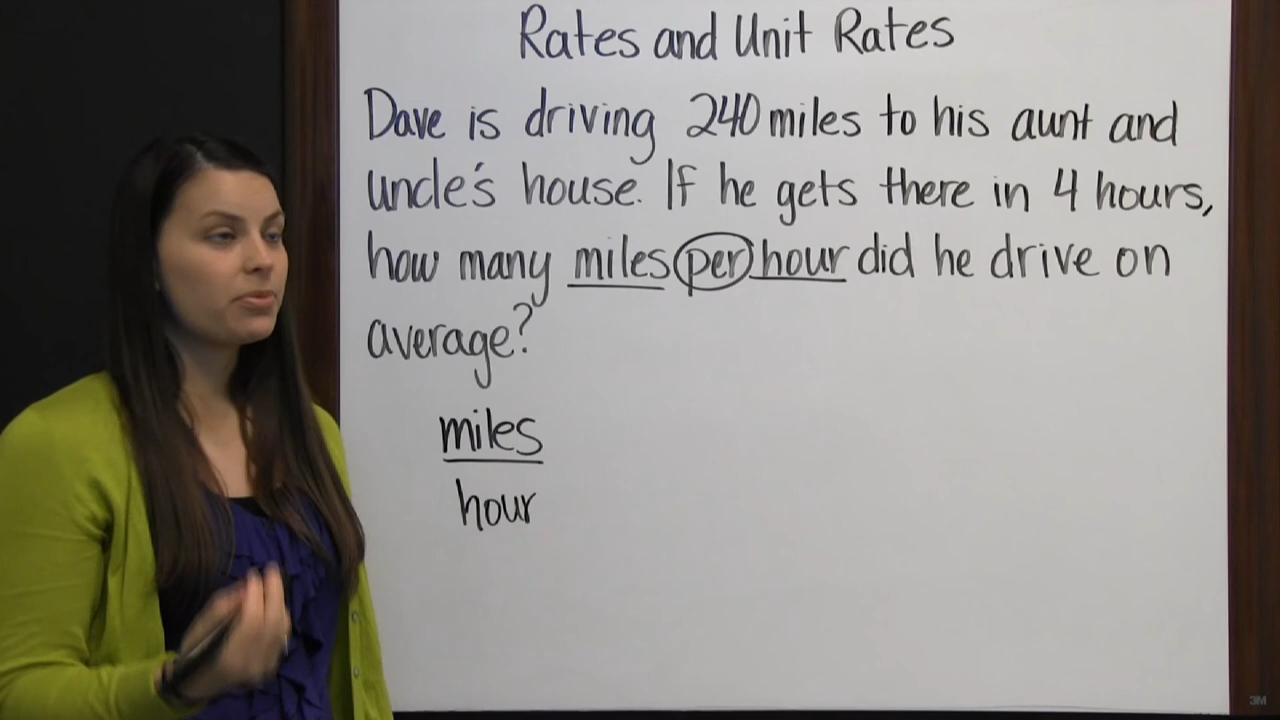 Rates and Unit Rates
Dave is driving 240 miles to his aunt and
uncle's house. If he gets there in 4 hours,
how many miles per hour did he drive on
average?
miles
hour
3M